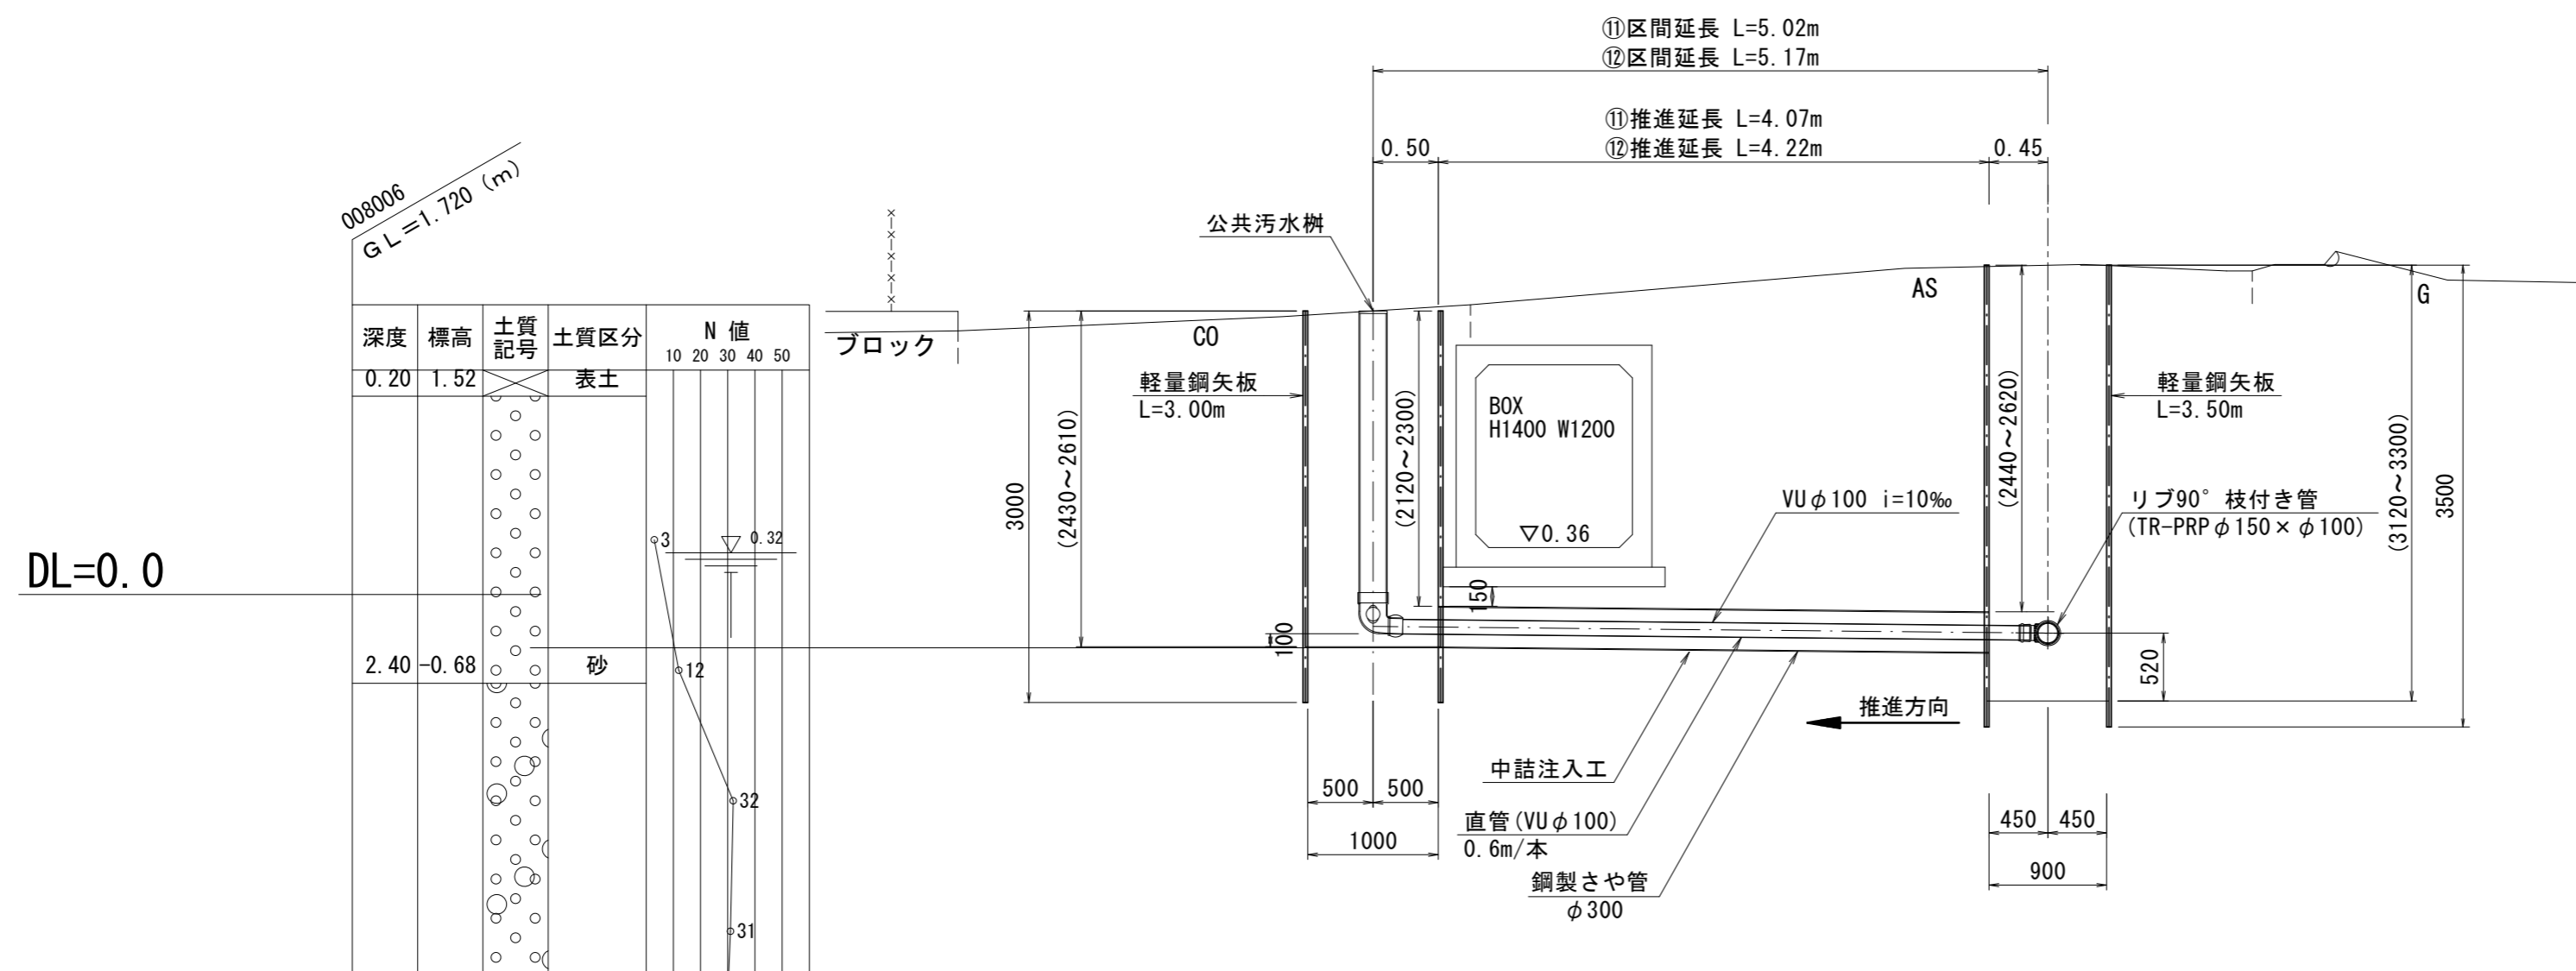 ⑪区間延長 L=5.02m
⑫区間延長 L=5.17m
⑪推進延長 L=4.07m
⑫推進延長 L=4.22m
0.50
0.45
008006
GL=1.720 (m)
公共汚水桝
深度 標高 土質記号 土質区分 N 値
10 20 30 40 50
0.20 1.52 表土
ブロック
CO
AS
G
軽量鋼矢板
L=3.00m
BOX
H1400 W1200
▽0.36
軽量鋼矢板
L=3.50m
3000
(2430~2610)
(2120~2300)
(2440~2620)
(3120~3300)
3500
VUφ100 i=10‰
リブ90°枝付き管
(TR-PRPφ150×φ100)
3
0.32
DL=0.0
150
100
520
2.40 -0.68 砂
12
推進方向
中詰注入工
32
500 500
1000
直管(VUφ100)
0.6m/本
450 450
900
鋼製さや管
φ300
31